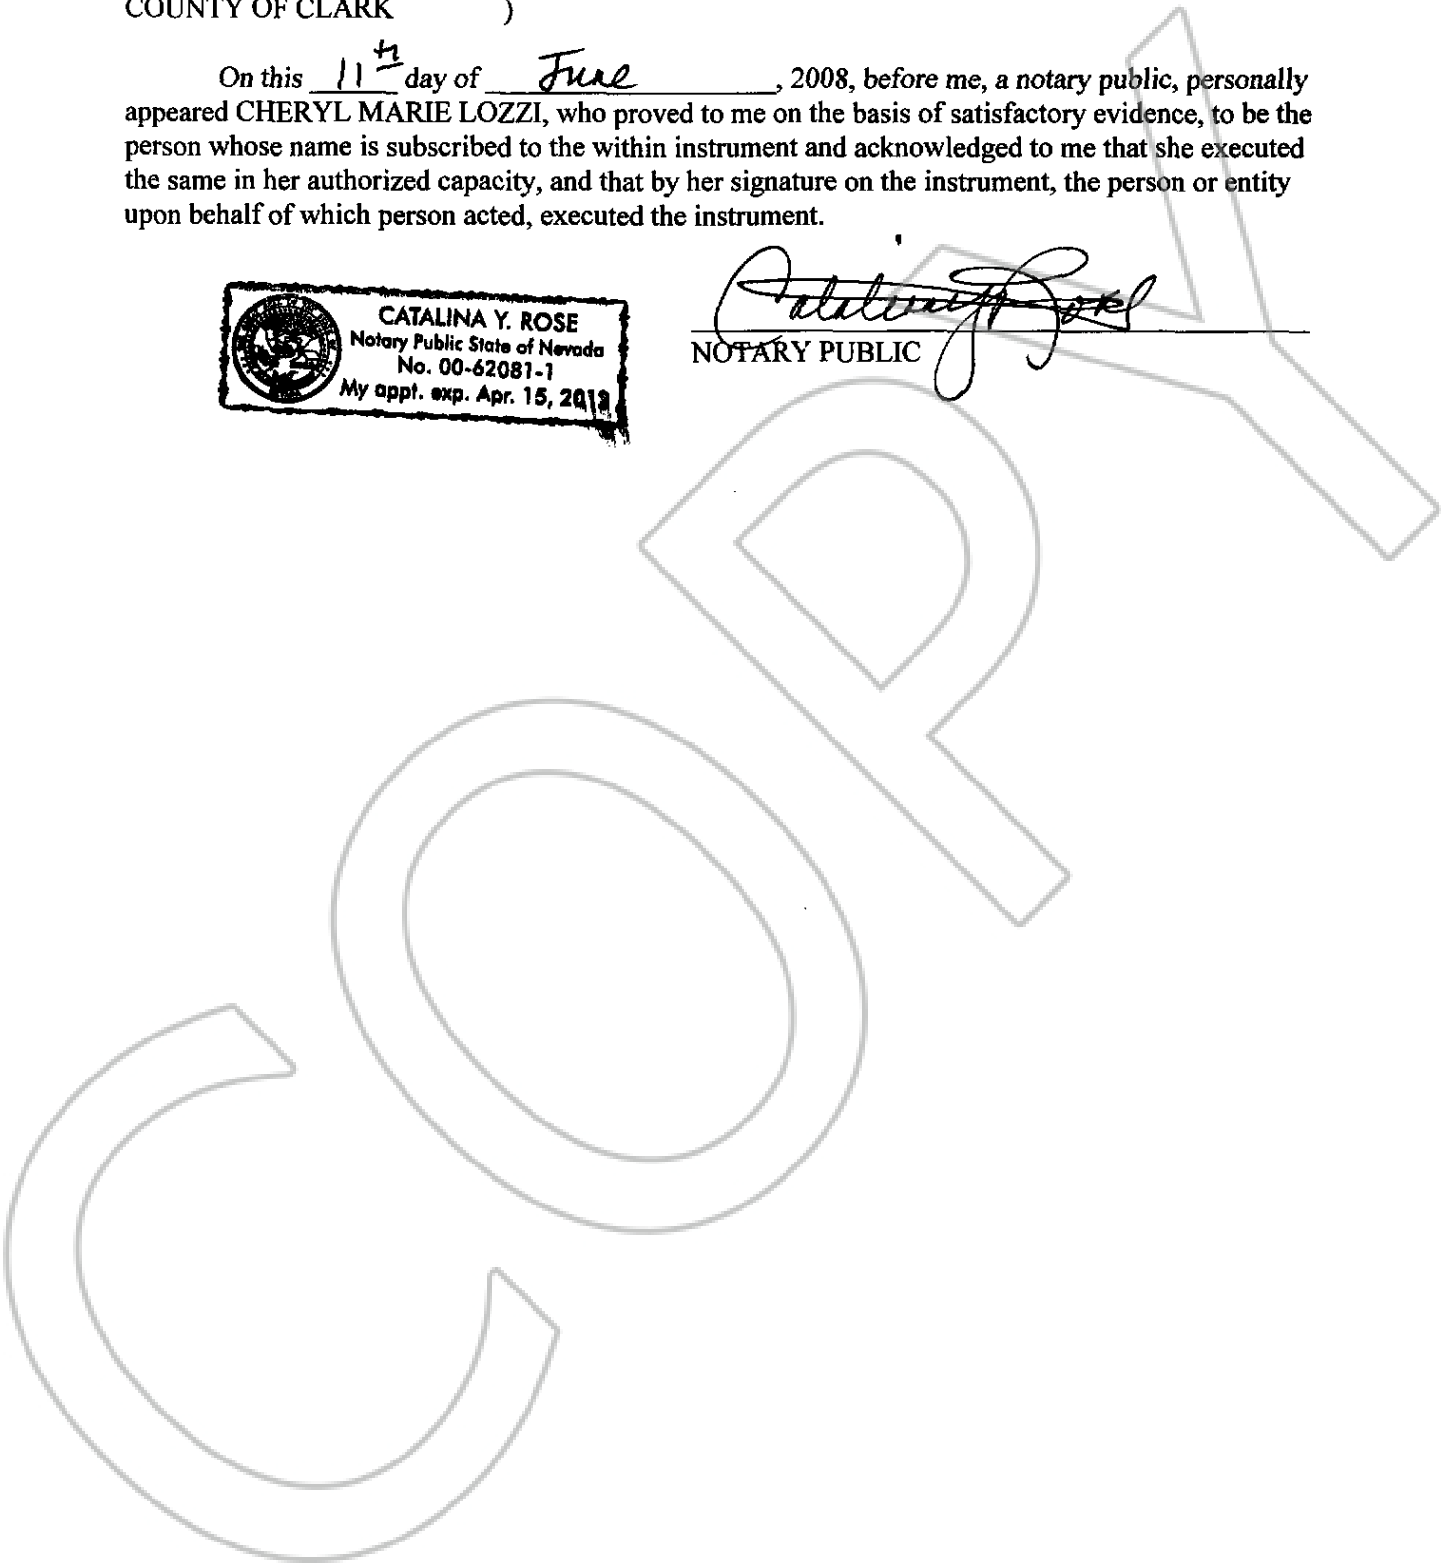 COUNTY OF CLARK )
On this 11th day of June, 2008, before me, a notary public, personally
appeared CHERYL MARIE LOZZI, who proved to me on the basis of satisfactory evidence, to be the
person whose name is subscribed to the within instrument and acknowledged to me that she executed
the same in her authorized capacity, and that by her signature on the instrument, the person or entity
upon behalf of which person acted, executed the instrument.
CATALINA Y. ROSE
Notary Public State of Nevada
No. 00-62081-1
My appt. exp. Apr. 15,
Catalina Y Rose
NOTARY PUBLIC
COPY